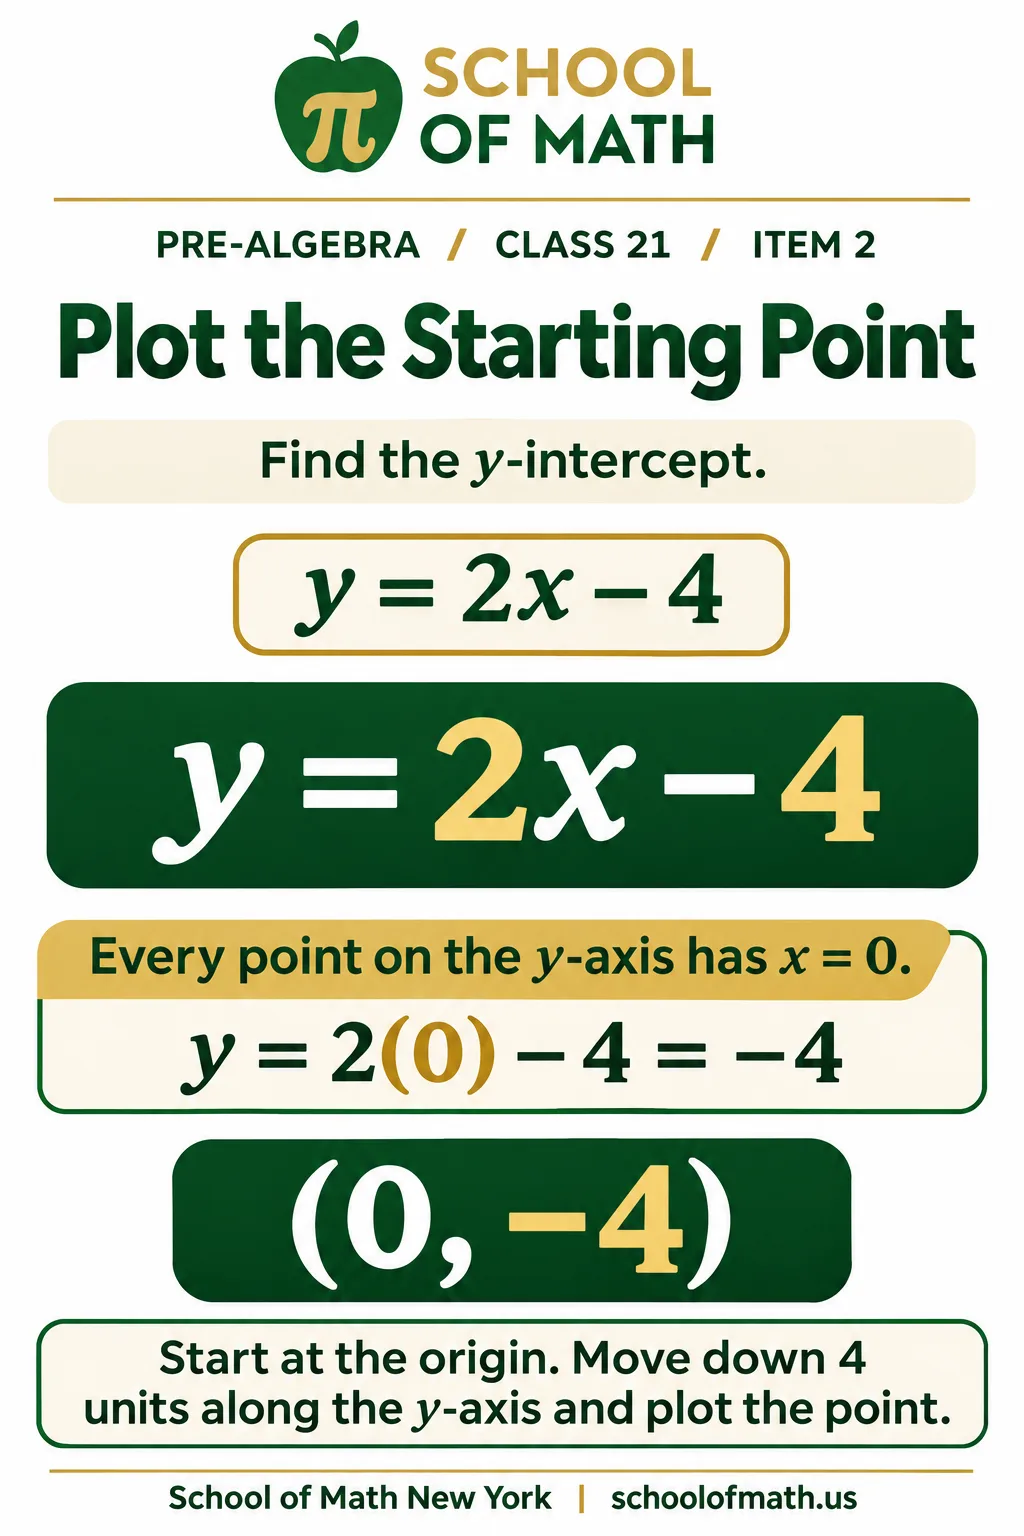 π
SCHOOL
OF MATH
PRE-ALGEBRA / CLASS 21 / ITEM 2
Plot the Starting Point
Find the y-intercept.
y = 2x − 4
y = 2x − 4
Every point on the y-axis has x = 0.
y = 2(0) − 4 = −4
(0, −4)
Start at the origin. Move down 4
units along the y-axis and plot the point.
School of Math New York | schoolofmath.us